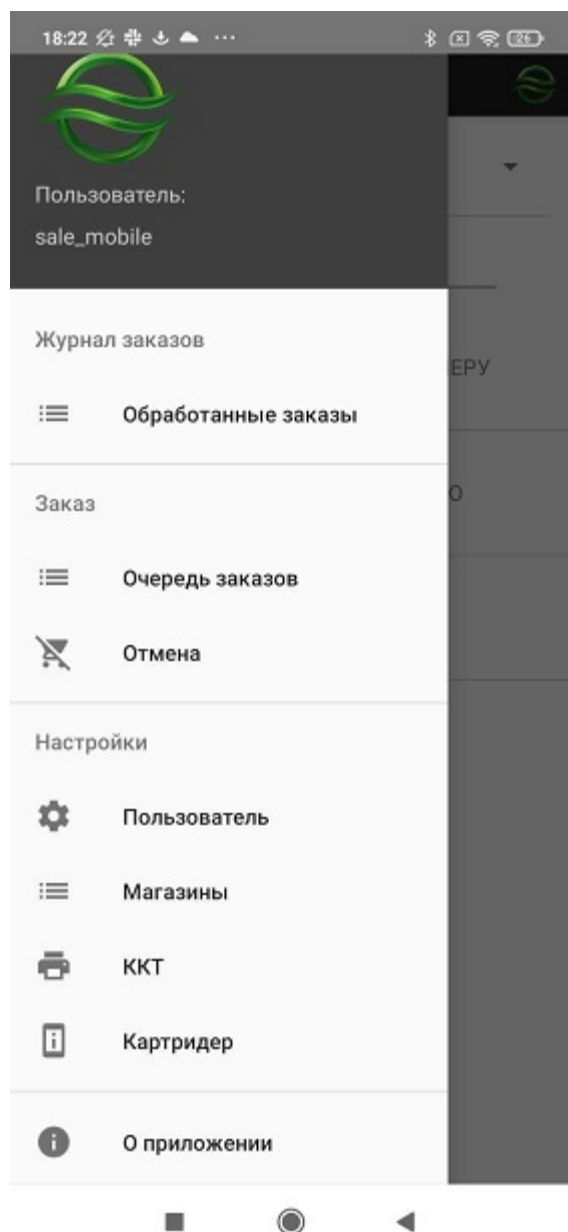 18:22
26
Пользователь:
sale_mobile
Журнал заказов
ЕРУ
Обработанные заказы
Заказ
О
Очередь заказов
Отмена
Настройки
Пользователь
Магазины
ККТ
Картридер
О приложении